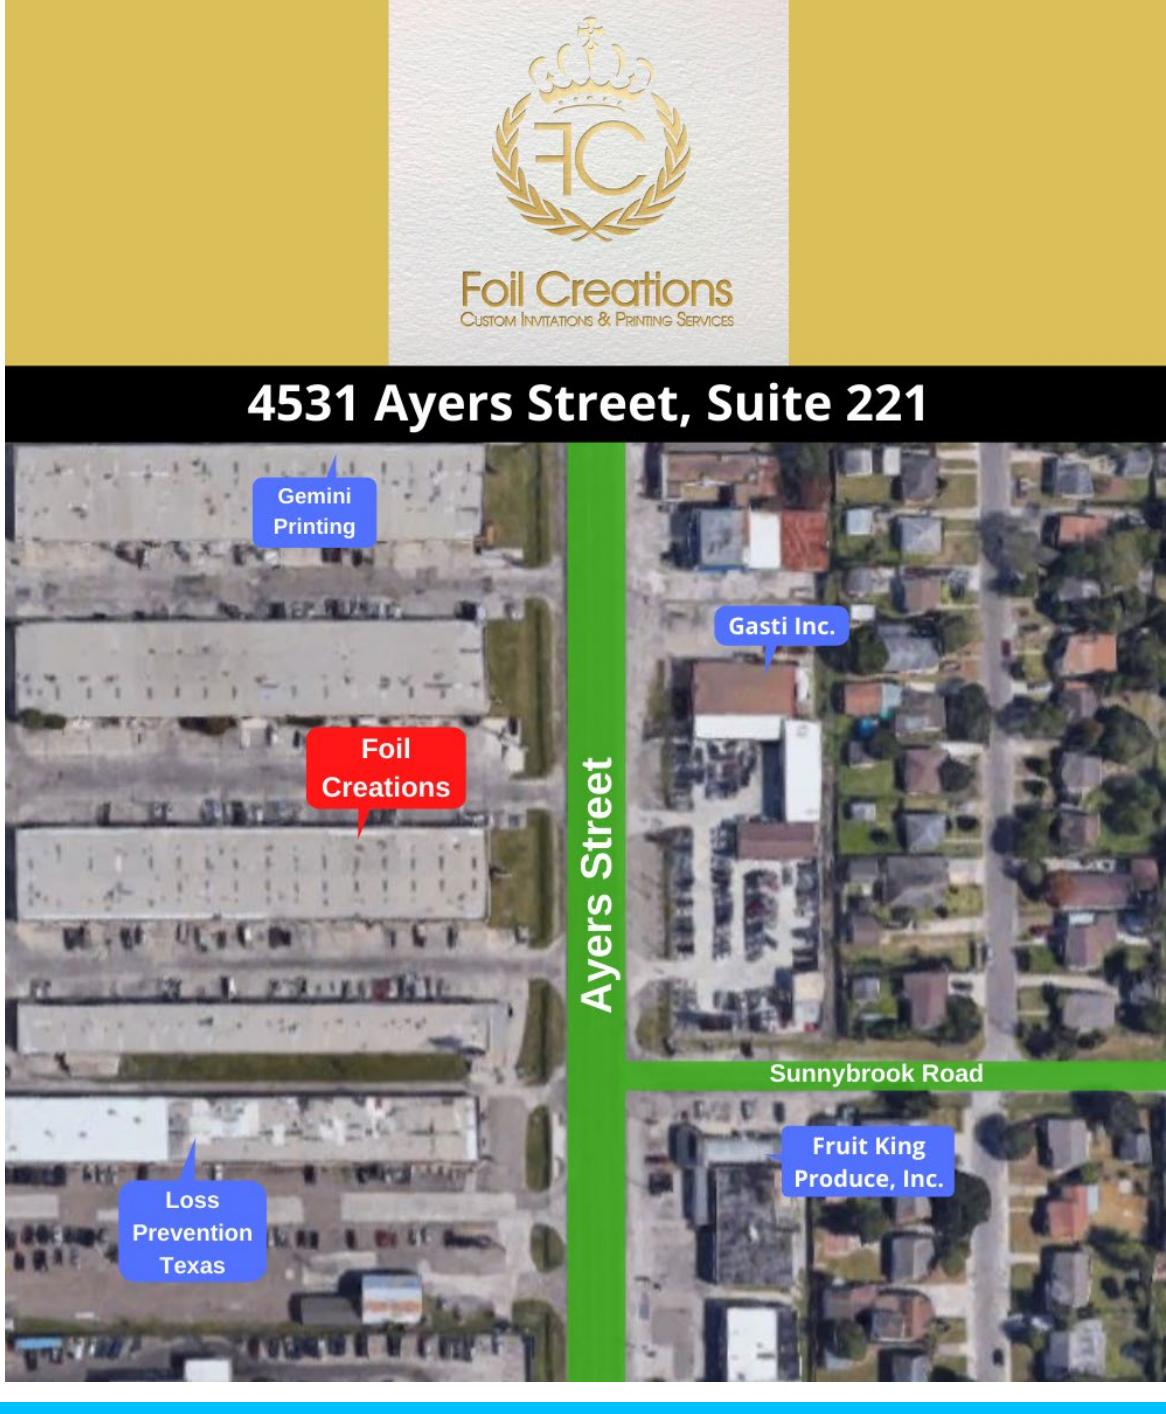 FC
Foil Creations
Custom Invitations & Printing Services
4531 Ayers Street, Suite 221
Gemini
Printing
Gasti Inc.
Foil
Creations
Ayers Street
Sunnybrook Road
Fruit King
Produce, Inc.
Loss
Prevention
Texas